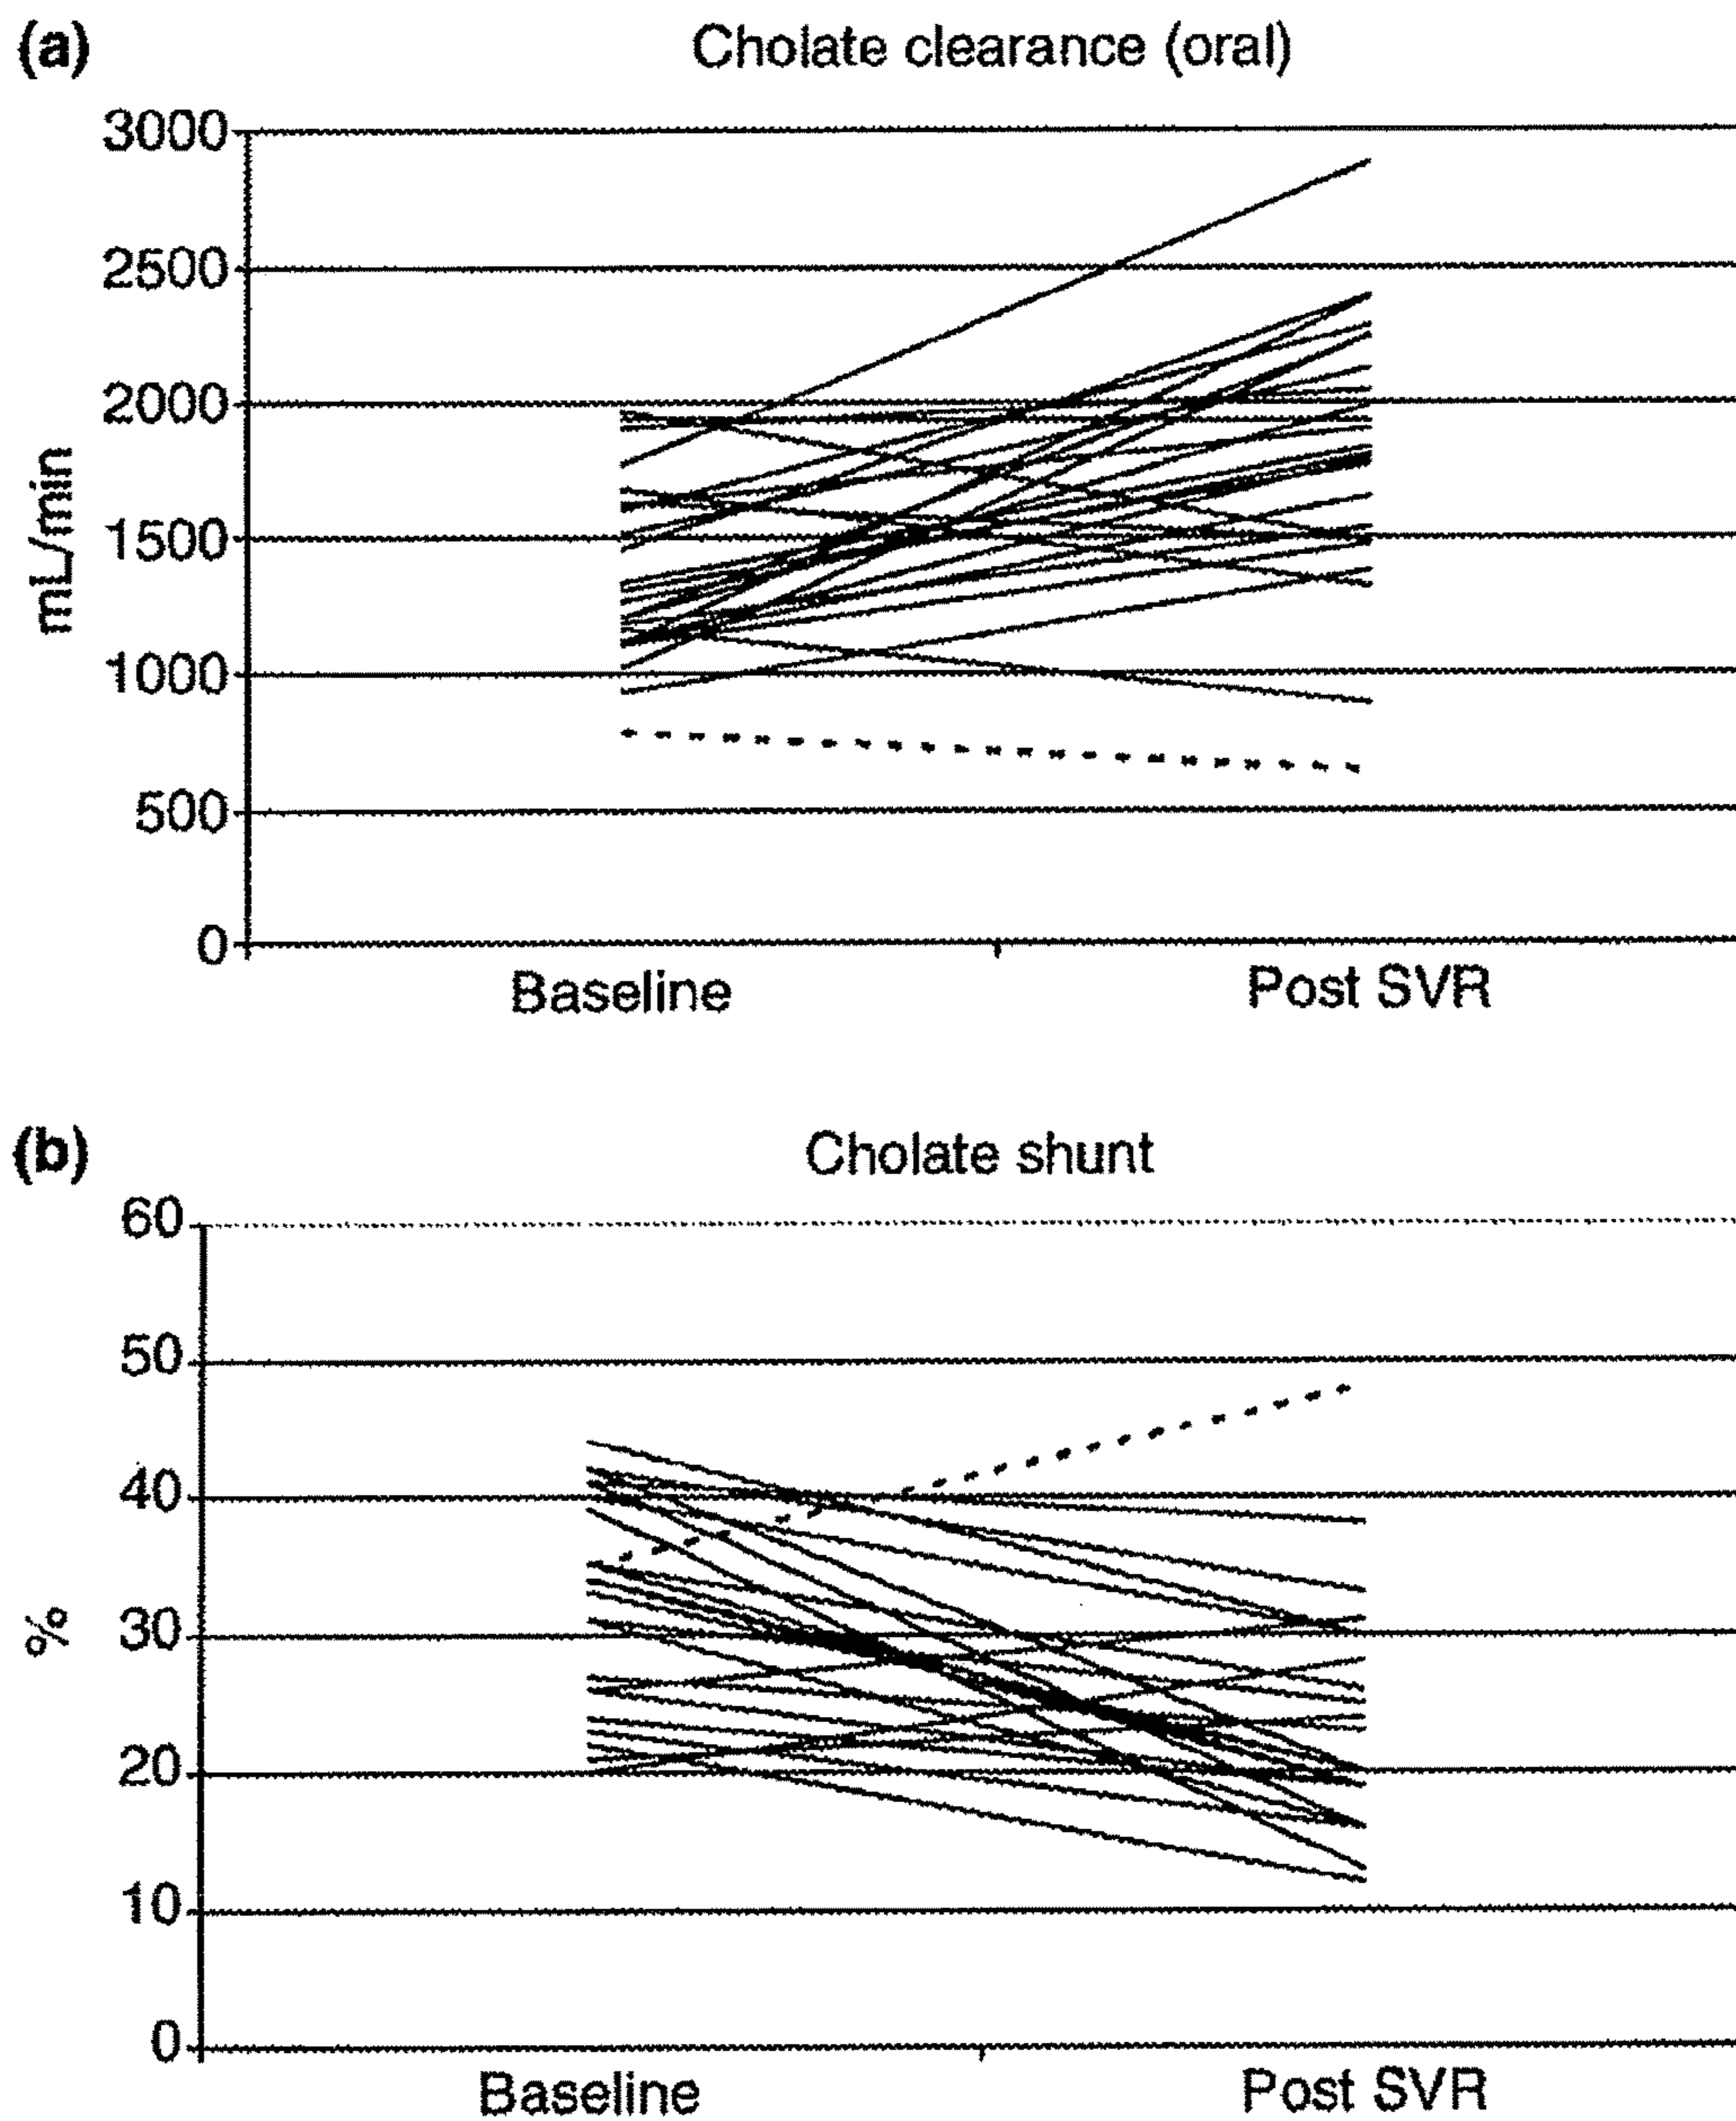 (a)
Cholate clearance (oral)
3000
2500
2000
1500
1000
500
0
mL/min
Baseline
Post SVR
(b)
Cholate shunt
60
50
40
30
20
10
0
%
Baseline
Post SVR